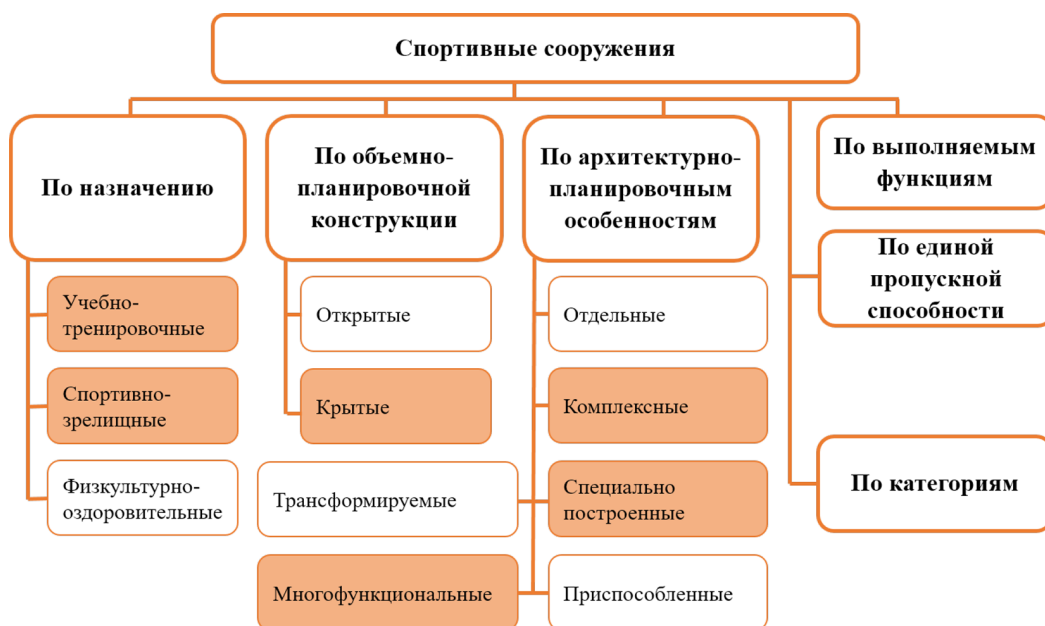 Спортивные сооружения
По назначению
Учебно-
тренировочные
Спортивно-
зрелищные
Физкультурно-
оздоровительные
По объемно-
планировочной
конструкции
Открытые
Крытые
По архитектурно-
планировочным
особенностям
Отдельные
Комплексные
Трансформируемые
Специально
построенные
Многофункциональные
Приспособленные
По выполняемым
функциям
По единой
пропускной
способности
По категориям